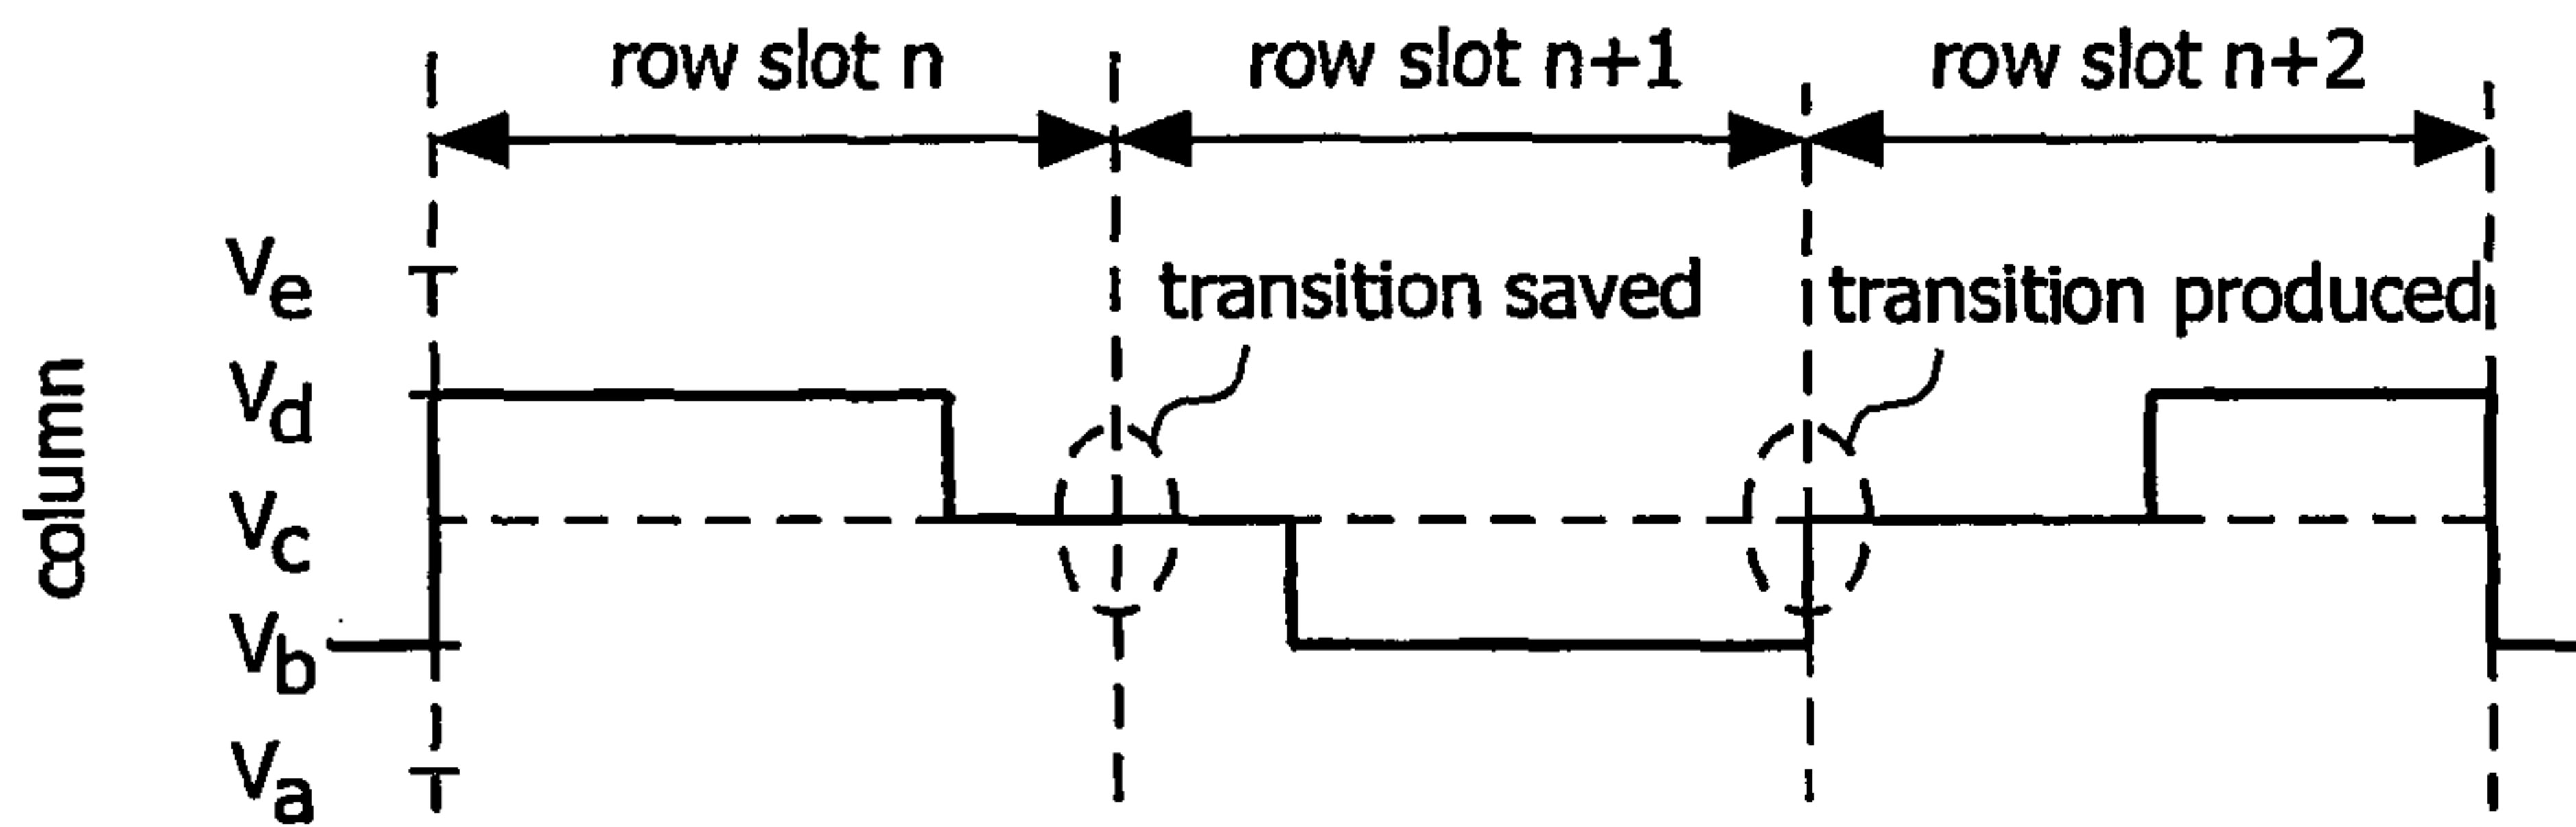 row slot n
row slot n+1
row slot n+2
transition saved
transition produced
column
Ve
Vd
Vc
Vb
Va